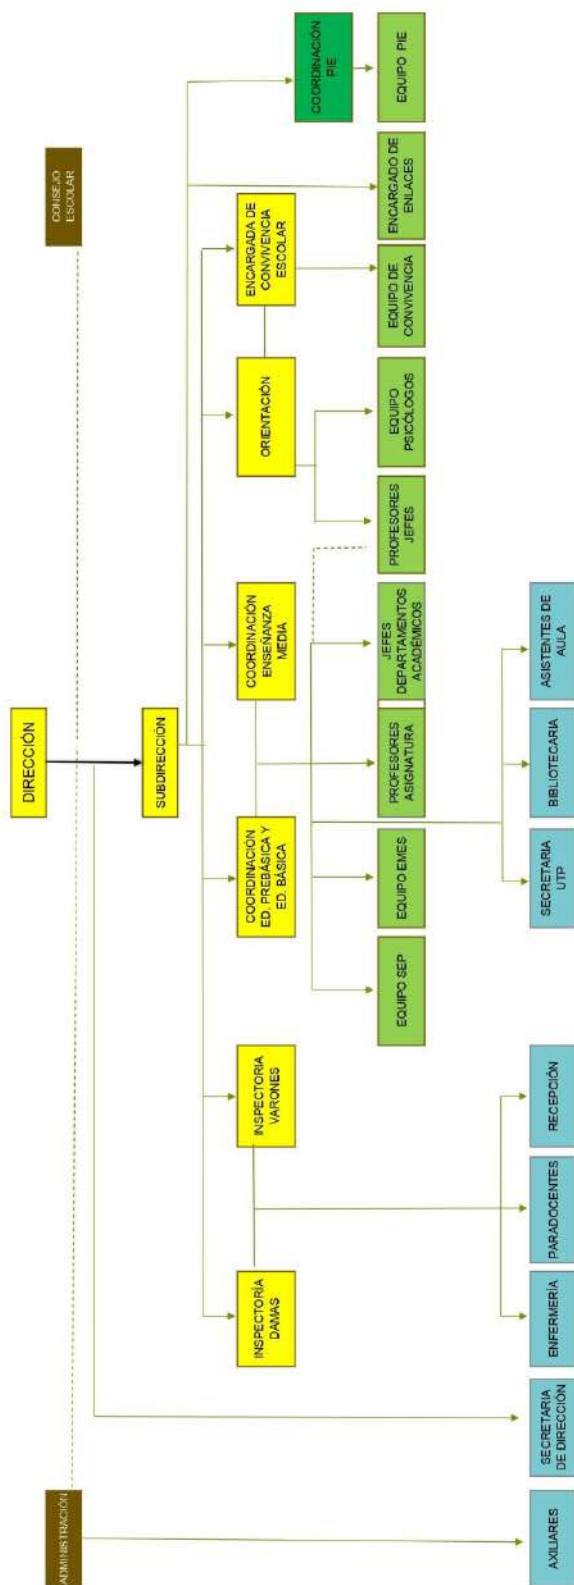 DIRECCIÓN
ADMINISTRACIÓN
CONSEJO
ESCOLAR
SUBDIRECCIÓN
INSPECTORÍA
DAMAS
INSPECTORIA
VARONES
COORDINACIÓN
ED. PREBÁSICA Y
ED. BÁSICA
COORDINACIÓN
ENSEÑANZA
MEDIA
ORIENTACIÓN
ENCARGADA DE
CONVIVENCIA
ESCOLAR
COORDINACIÓN
PIE
EQUIPO SEP
EQUIPO EMES
PROFESORES
ASIGNATURA
JEFES
DEPARTAMENTOS
ACADÉMICOS
PROFESORES
JEFES
EQUIPO
PSICÓLOGOS
EQUIPO DE
CONVIVENCIA
ENCARGADO DE
ENLACES
EQUIPO PIE
AXILIARES
SECRETARIA
DE DIRECCIÓN
ENFERMERÍA
PARADOCENTES
RECEPCIÓN
SECRETARIA
UTP
BIBLIOTECARIA
ASISTENTES DE
AULA